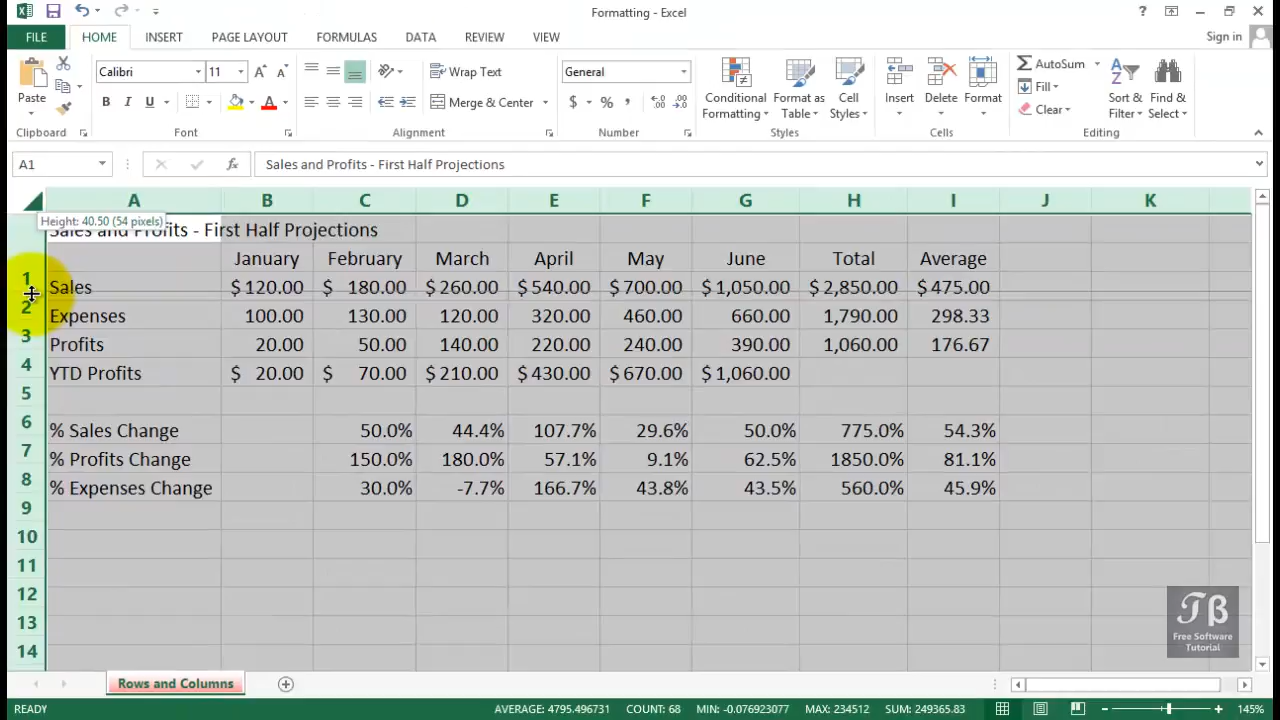 Formatting - Excel
FILE HOME INSERT PAGE LAYOUT FORMULAS DATA REVIEW VIEW Sign in
Calibri 11 Wrap Text General AutoSum
Paste Merge & Center Conditional Formatting Format as Table Cell Styles Insert Delete Format Fill Clear Sort & Filter Find & Select
Clipboard Font Alignment Number Styles Cells Editing
A1 Sales and Profits - First Half Projections
A B C D E F G H I J K
Height: 40.50 (54 pixels)
Sales and Profits - First Half Projections
January February March April May June Total Average
1
Sales $ 120.00 $ 180.00 $ 260.00 $ 540.00 $ 700.00 $ 1,050.00 $ 2,850.00 $ 475.00
2
Expenses 100.00 130.00 120.00 320.00 460.00 660.00 1,790.00 298.33
3
Profits 20.00 50.00 140.00 220.00 240.00 390.00 1,060.00 176.67
4
YTD Profits $ 20.00 $ 70.00 $ 210.00 $ 430.00 $ 670.00 $ 1,060.00
5
6
% Sales Change 50.0% 44.4% 107.7% 29.6% 50.0% 775.0% 54.3%
7
% Profits Change 150.0% 180.0% 57.1% 9.1% 62.5% 1850.0% 81.1%
8
% Expenses Change 30.0% -7.7% 166.7% 43.8% 43.5% 560.0% 45.9%
9
10
11
12
13
14
Tβ
Free Software
Tutorial
Rows and Columns
READY AVERAGE: 4795.496731 COUNT: 68 MIN: -0.076923077 MAX: 234512 SUM: 249365.83 145%